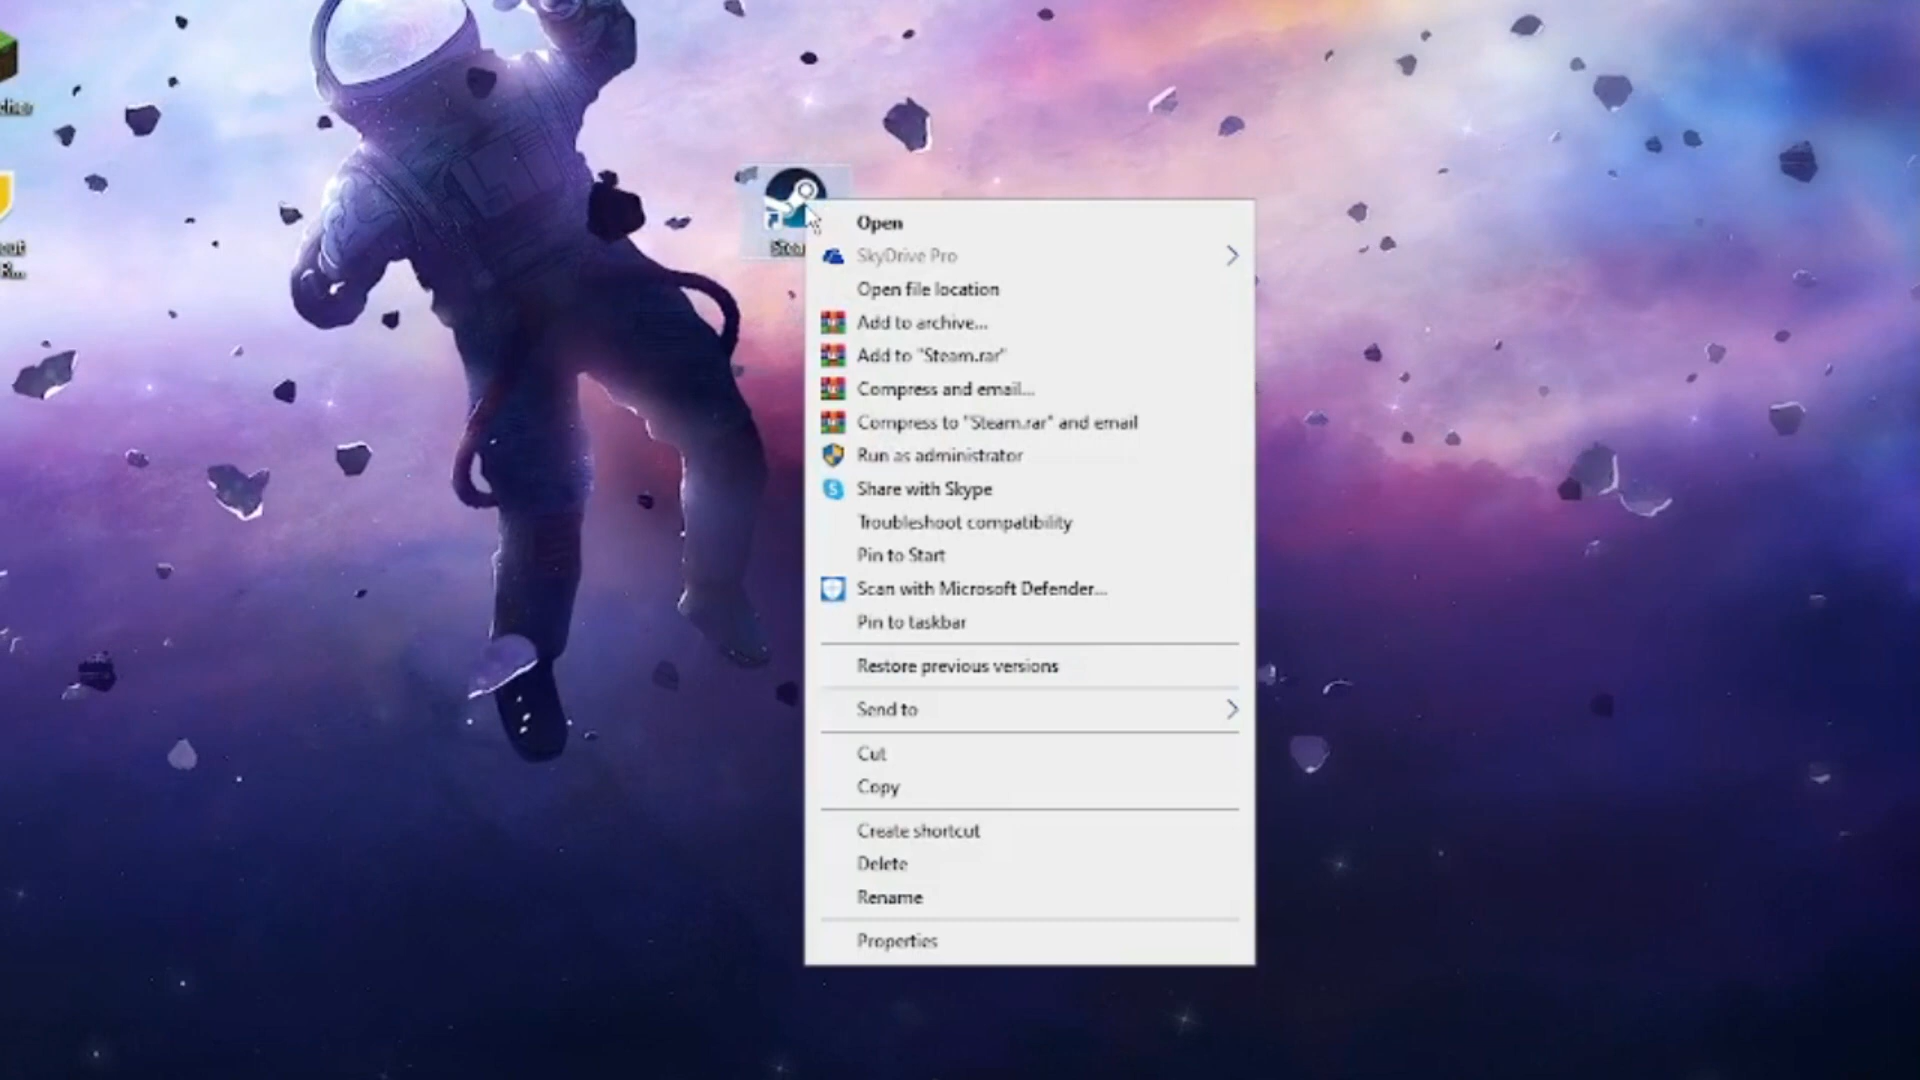 Open
SkyDrive Pro
Open file location
Add to archive...
Add to "Steam.rar"
Compress and email...
Compress to "Steam.rar" and email
Run as administrator
Share with Skype
Troubleshoot compatibility
Pin to Start
Scan with Microsoft Defender...
Pin to taskbar
Restore previous versions
Send to
Cut
Copy
Create shortcut
Delete
Rename
Properties